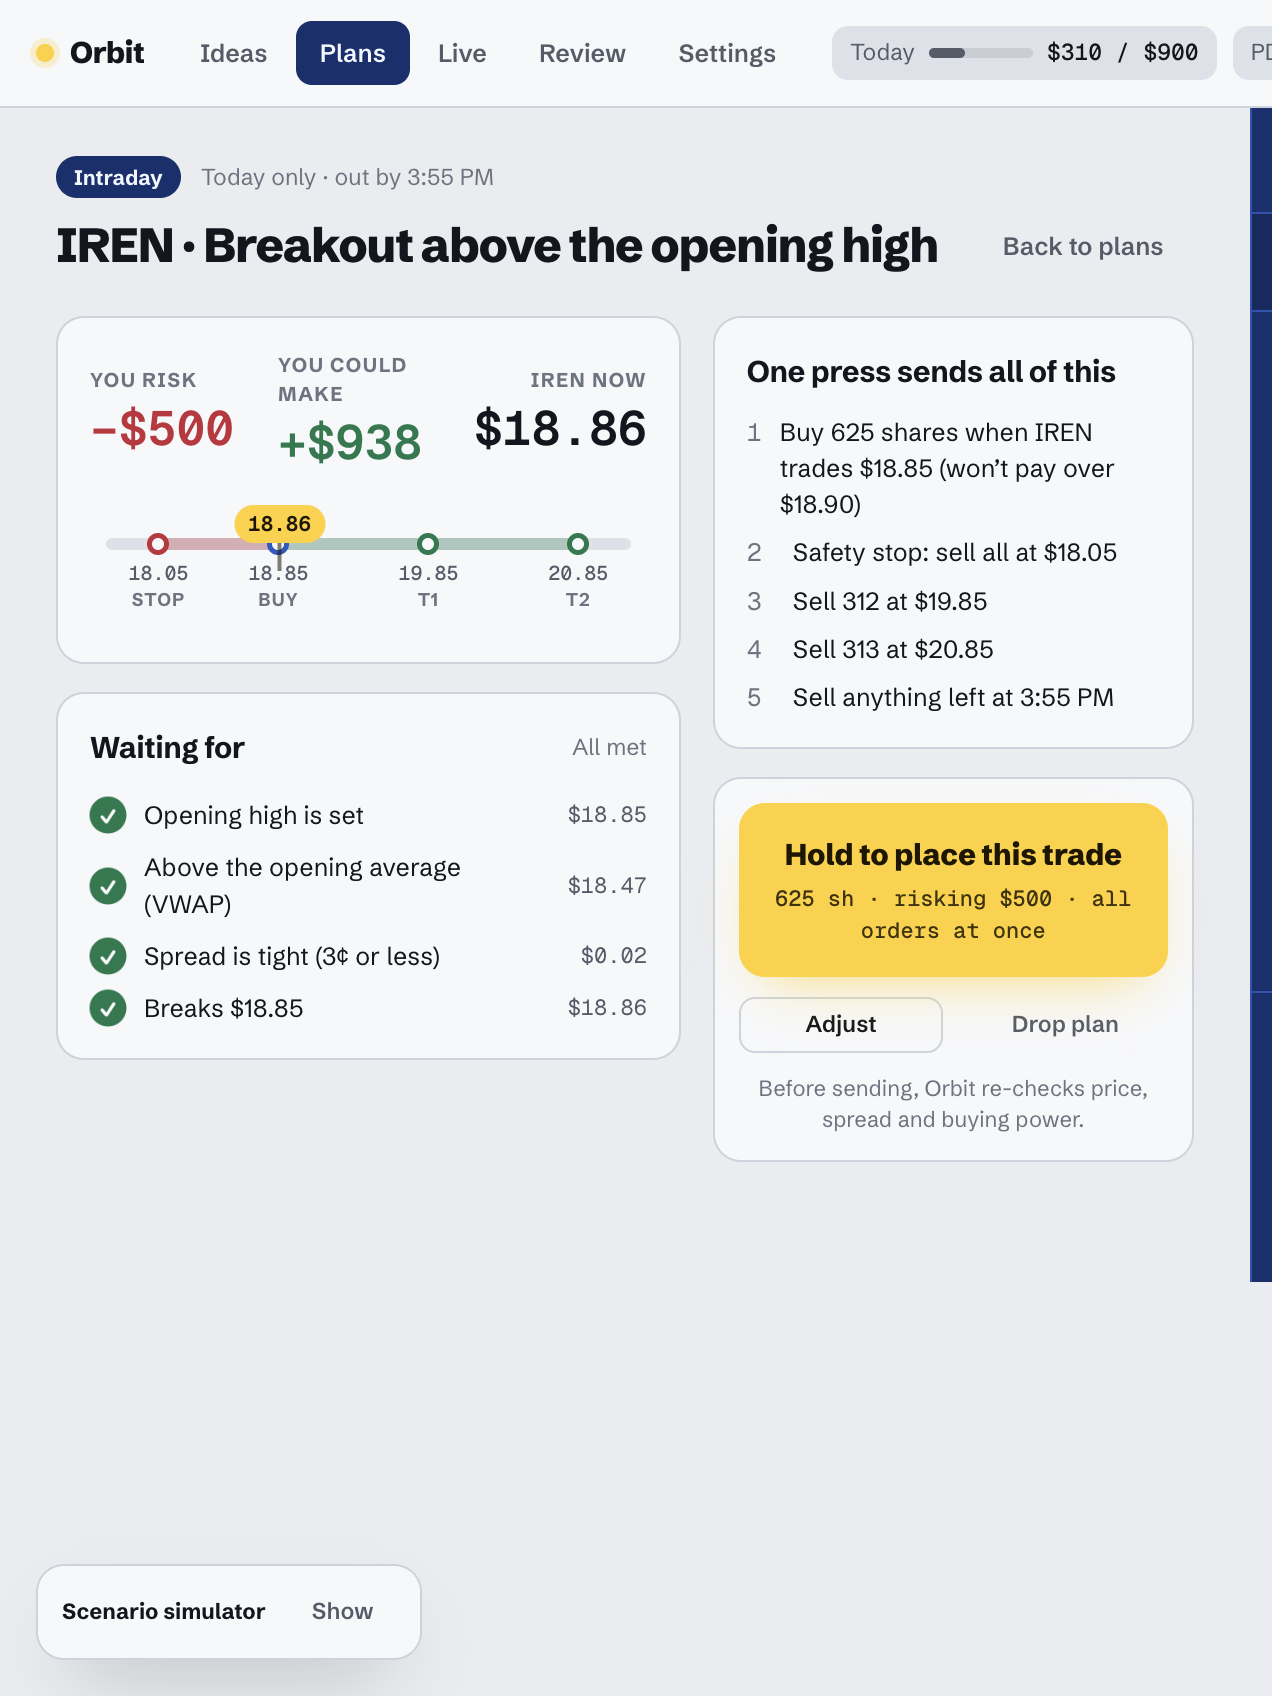 Orbit
Ideas
Plans
Live
Review
Settings
Today $310 / $900
PD
Intraday
Today only · out by 3:55 PM
IREN · Breakout above the opening high
Back to plans
YOU RISK
−$500
YOU COULD
MAKE
+$938
IREN NOW
$18.86
18.86
18.05
STOP
18.85
BUY
19.85
T1
20.85
T2
Waiting for
All met
Opening high is set
$18.85
Above the opening average
(VWAP)
$18.47
Spread is tight (3¢ or less)
$0.02
Breaks $18.85
$18.86
One press sends all of this
1 Buy 625 shares when IREN
trades $18.85 (won’t pay over
$18.90)
2 Safety stop: sell all at $18.05
3 Sell 312 at $19.85
4 Sell 313 at $20.85
5 Sell anything left at 3:55 PM
Hold to place this trade
625 sh · risking $500 · all
orders at once
Adjust
Drop plan
Before sending, Orbit re-checks price,
spread and buying power.
Scenario simulator
Show